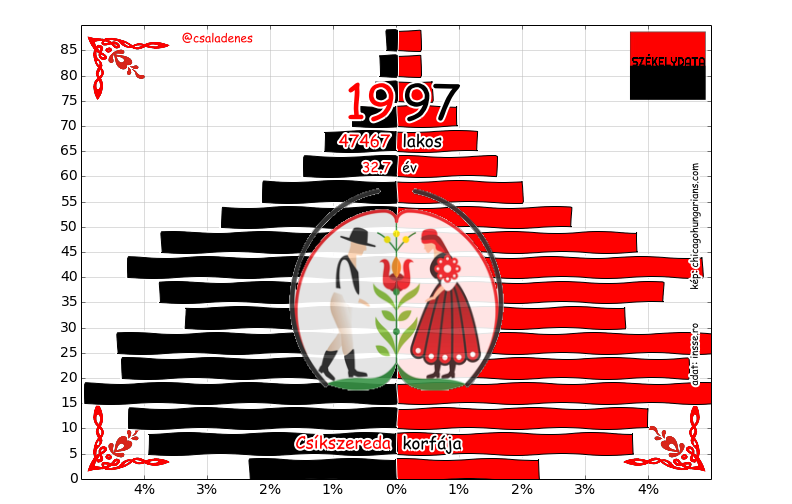 @csaladenes
SZÉKELYDATA
1997
47467 lakos
32.7 év
kép: chicagohungarians.com
adat: insse.ro
Csíkszereda korfája
85
80
75
70
65
60
55
50
45
40
35
30
25
20
15
10
5
0
4% 3% 2% 1% 0% 1% 2% 3% 4%